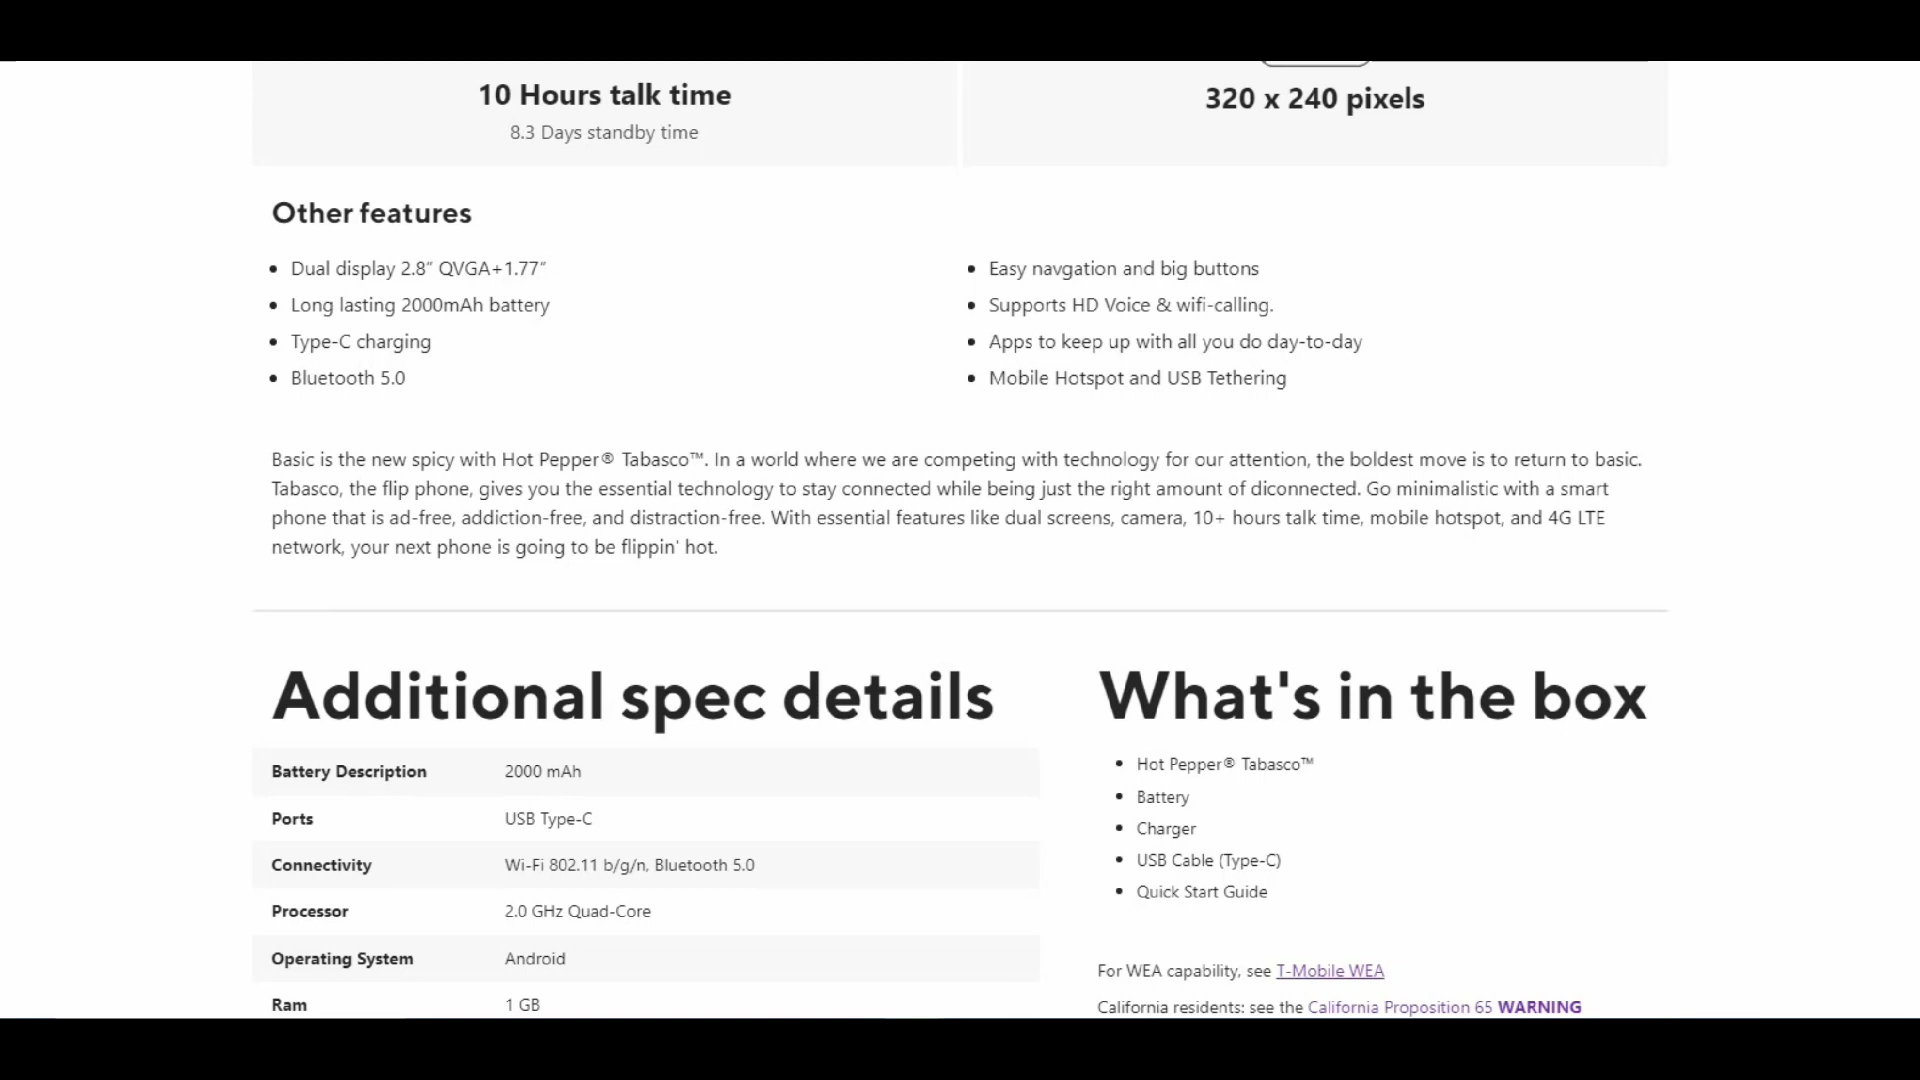 10 Hours talk time
8.3 Days standby time
320 x 240 pixels
Other features
Dual display 2.8″ QVGA+1.77″
Long lasting 2000mAh battery
Type-C charging
Bluetooth 5.0
Easy navgation and big buttons
Supports HD Voice & wifi-calling.
Apps to keep up with all you do day-to-day
Mobile Hotspot and USB Tethering
Basic is the new spicy with Hot Pepper® Tabasco™. In a world where we are competing with technology for our attention, the boldest move is to return to basic.
Tabasco, the flip phone, gives you the essential technology to stay connected while being just the right amount of diconnected. Go minimalistic with a smart
phone that is ad-free, addiction-free, and distraction-free. With essential features like dual screens, camera, 10+ hours talk time, mobile hotspot, and 4G LTE
network, your next phone is going to be flippin' hot.
Additional spec details
Battery Description 2000 mAh
Ports USB Type-C
Connectivity Wi-Fi 802.11 b/g/n, Bluetooth 5.0
Processor 2.0 GHz Quad-Core
Operating System Android
Ram 1 GB
What's in the box
Hot Pepper® Tabasco™
Battery
Charger
USB Cable (Type-C)
Quick Start Guide
For WEA capability, see T-Mobile WEA
California residents: see the California Proposition 65 WARNING